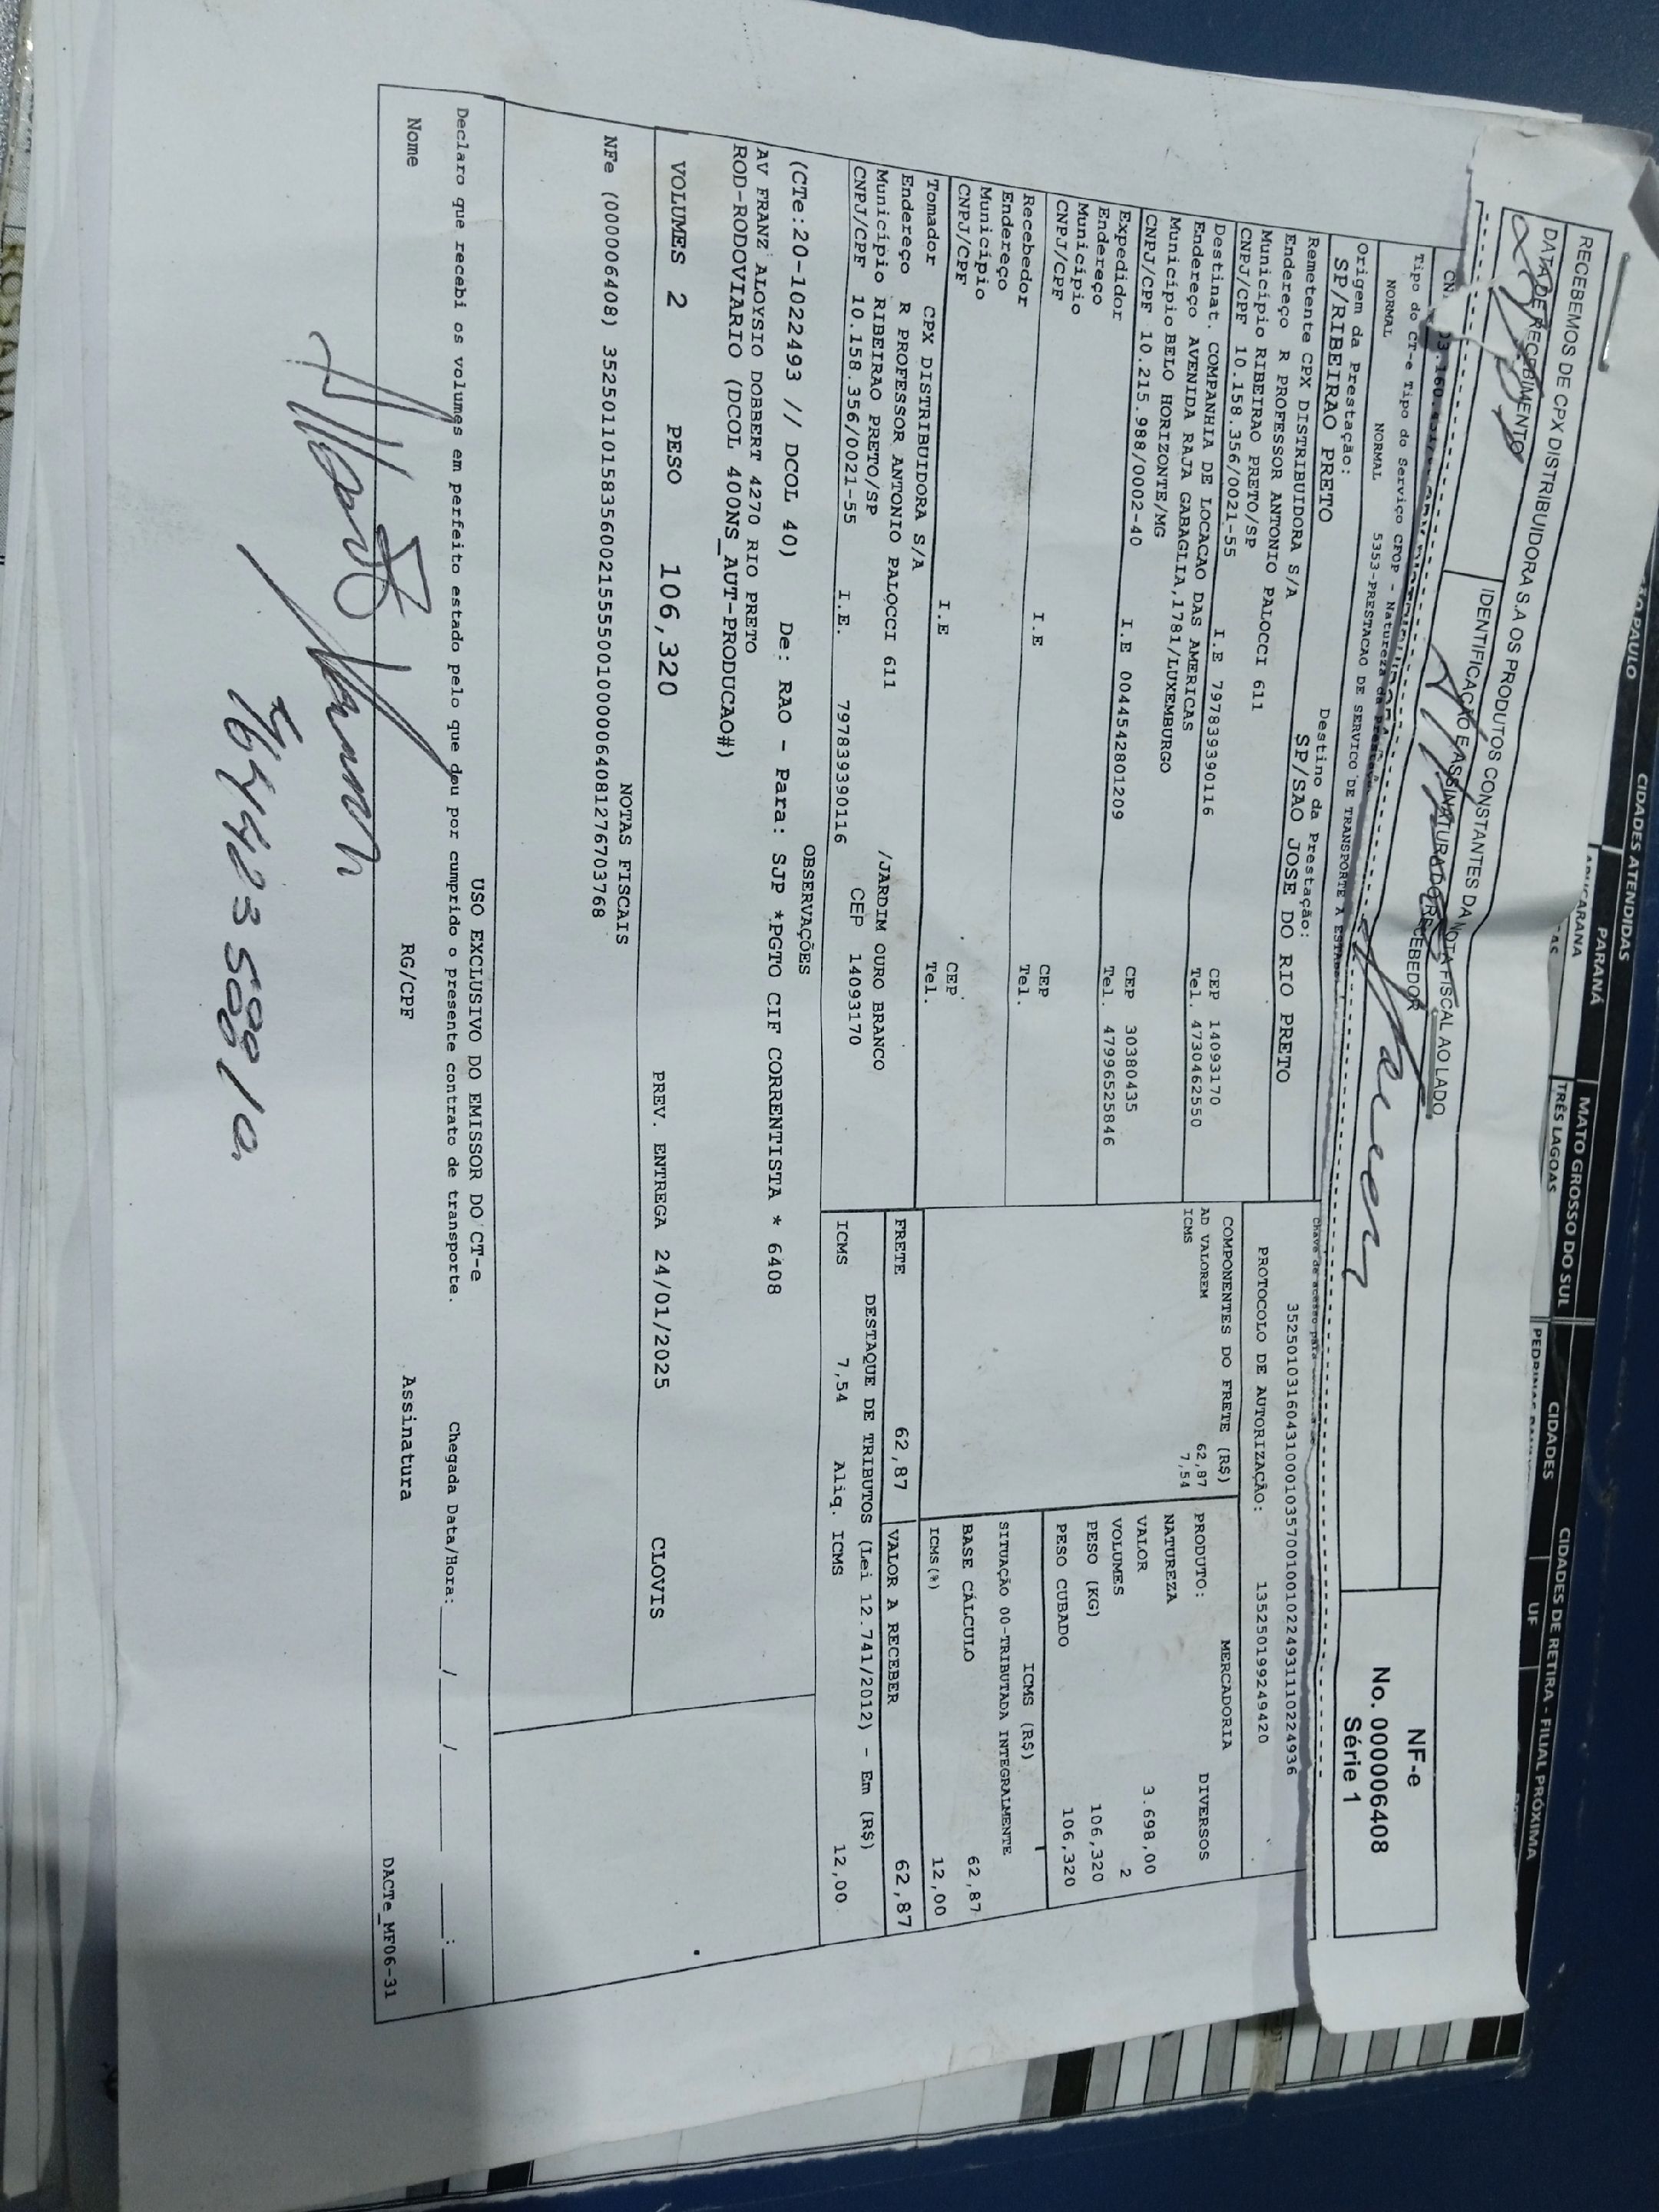 CIDADES ATENDIDAS
PARANÁ
MATO GROSSO DO SUL
TRÊS LAGOAS
CIDADES DE RETIRA - FILIAL PRÓXIMA
CIDADES
UF
RECEBEMOS DE CPX DISTRIBUIDORA S.A OS PRODUTOS CONSTANTES DA NOTA FISCAL AO LADO
DATA DE RECEBIMENTO
IDENTIFICAÇÃO E ASSINATURA DO RECEBEDOR
NF-e
No. 000006408
Série 1
Tipo do CT-e Tipo do Serviço CFOP - Natureza da Prestação
NORMAL NORMAL 5353-PRESTACAO DE SERVICO DE TRANSPORTE A ESTAB
Origem da Prestação: Destino da Prestação:
SP/RIBEIRAO PRETO SP/SAO JOSE DO RIO PRETO
35250103160431000103570010010224931110224936
PROTOCOLO DE AUTORIZAÇÃO: 135250199249420
Remetente CPX DISTRIBUIDORA S/A
Endereço R PROFESSOR ANTONIO PALOCCI 611
Município RIBEIRAO PRETO/SP CEP 14093170
CNPJ/CPF 10.158.356/0021-55 I.E 797839390116 Tel. 4730462550
Destinat. COMPANHIA DE LOCACAO DAS AMERICAS
Endereço AVENIDA RAJA GABAGLIA,1781/LUXEMBURGO
Município BELO HORIZONTE/MG CEP 30380435
CNPJ/CPF 10.215.988/0002-40 I.E 0044542801209 Tel. 47996525846
Expedidor
Endereço
Município CEP
CNPJ/CPF I.E Tel.
Recebedor
Endereço
Município CEP
CNPJ/CPF I.E Tel.
Tomador CPX DISTRIBUIDORA S/A
Endereço R PROFESSOR ANTONIO PALOCCI 611 /JARDIM OURO BRANCO
Município RIBEIRAO PRETO/SP CEP 14093170
CNPJ/CPF 10.158.356/0021-55 I.E. 797839390116
COMPONENTES DO FRETE (R$)
AD VALOREM 62,87
ICMS 7,54
MERCADORIA
PRODUTO: DIVERSOS
NATUREZA
VALOR 3.698,00
VOLUMES 2
PESO (KG) 106,320
PESO CUBADO 106,320
ICMS (R$)
SITUAÇÃO 00-TRIBUTADA INTEGRALMENTE
BASE CÁLCULO 62,87
ICMS(%) 12,00
FRETE 62,87 VALOR A RECEBER 62,87
DESTAQUE DE TRIBUTOS (Lei 12.741/2012) - Em (R$)
ICMS 7,54 Aliq. ICMS 12,00
OBSERVAÇÕES
(CTe:20-1022493 // DCOL 40) De: RAO - Para: SJP *PGTO CIF CORRENTISTA * 6408
AV FRANZ ALOYSIO DOBBERT 4270 RIO PRETO
ROD-RODOVIARIO (DCOL 400NS_AUT-PRODUCAO#)
VOLUMES 2 PESO 106,320 PREV. ENTREGA 24/01/2025 CLOVIS
NOTAS FISCAIS
NFe (000006408) 35250110158356002155550010000064081276703768
USO EXCLUSIVO DO EMISSOR DO CT-e
Declaro que recebi os volumes em perfeito estado pelo que dou por cumprido o presente contrato de transporte. Chegada Data/Hora:____/____/____ ____:____
Nome RG/CPF Assinatura
DACTe_MF06-31